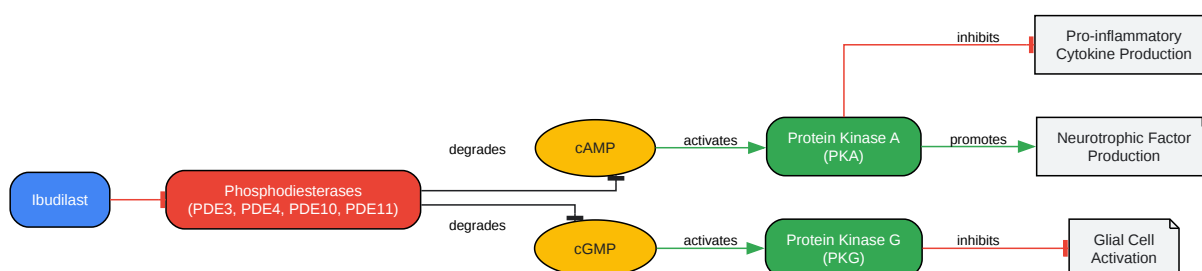 inhibits
Pro-inflammatory
Cytokine Production
degrades
cAMP
activates
Protein Kinase A
(PKA)
promotes
Neurotrophic Factor
Production
Ibudilast
Phosphodiesterases
(PDE3, PDE4, PDE10, PDE11)
degrades
cGMP
activates
Protein Kinase G
(PKG)
inhibits
Glial Cell
Activation